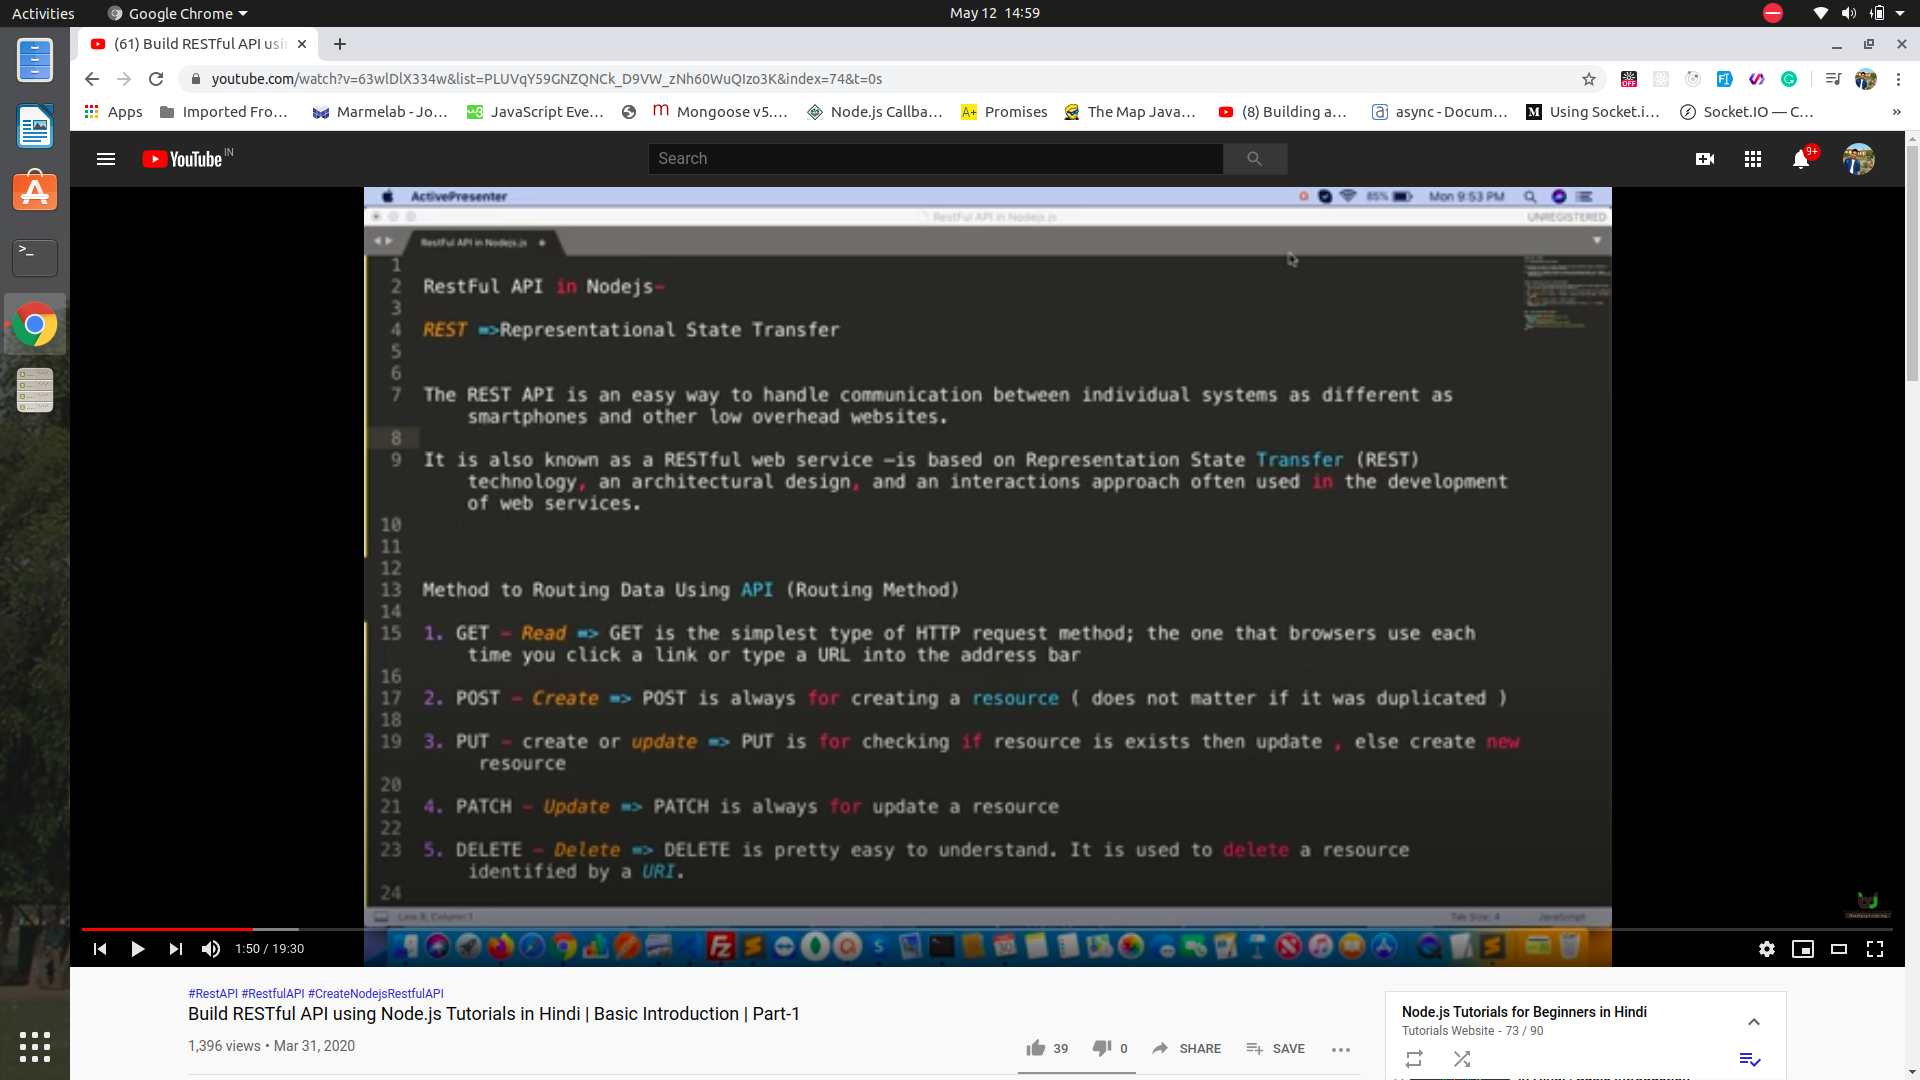 Activities
Google Chrome
May 12 14:59
(61) Build RESTful API usin
youtube.com/watch?v=63wlDlX334w&list=PLUVqY59GNZQNCk_D9VW_zNh60WuQIzo3K&index=74&t=0s
Apps
Imported Fro...
Marmelab - Jo...
JavaScript Eve...
Mongoose v5....
Node.js Callba...
Promises
The Map Java...
(8) Building a...
async - Docum...
Using Socket.i...
Socket.IO — C...
YouTube IN
Search
9+
ActivePresenter
85%
Mon 9:53 PM
RestFul API in Nodejs.js
UNREGISTERED
RestFul API in Nodejs.js
1
2 RestFul API in Nodejs-
3
4 REST =>Representational State Transfer
5
6
7 The REST API is an easy way to handle communication between individual systems as different as
smartphones and other low overhead websites.
8
9 It is also known as a RESTful web service —is based on Representation State Transfer (REST)
technology, an architectural design, and an interactions approach often used in the development
of web services.
10
11
12
13 Method to Routing Data Using API (Routing Method)
14
15 1. GET - Read => GET is the simplest type of HTTP request method; the one that browsers use each
time you click a link or type a URL into the address bar
16
17 2. POST - Create => POST is always for creating a resource ( does not matter if it was duplicated )
18
19 3. PUT - create or update => PUT is for checking if resource is exists then update , else create new
resource
20
21 4. PATCH - Update => PATCH is always for update a resource
22
23 5. DELETE - Delete => DELETE is pretty easy to understand. It is used to delete a resource
identified by a URI.
24
Line 8, Column 1
Tab Size: 4
JavaScript
1:50 / 19:30
#RestAPI #RestfulAPI #CreateNodejsRestfulAPI
Build RESTful API using Node.js Tutorials in Hindi | Basic Introduction | Part-1
1,396 views • Mar 31, 2020
39
0
SHARE
SAVE
Node.js Tutorials for Beginners in Hindi
Tutorials Website - 73 / 90